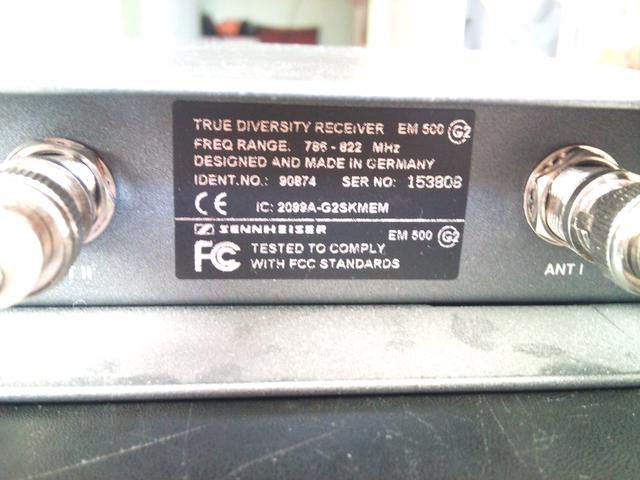 TRUE DIVERSITY RECEIVER EM 500 G2
FREQ RANGE: 786 - 822 MHz
DESIGNED AND MADE IN GERMANY
IDENT.NO.: 90874 SER NO: 153808
CE IC: 2099A-G2SKMEM
SENNHEISER EM 500 G2
FC TESTED TO COMPLY
WITH FCC STANDARDS
T II
ANT I